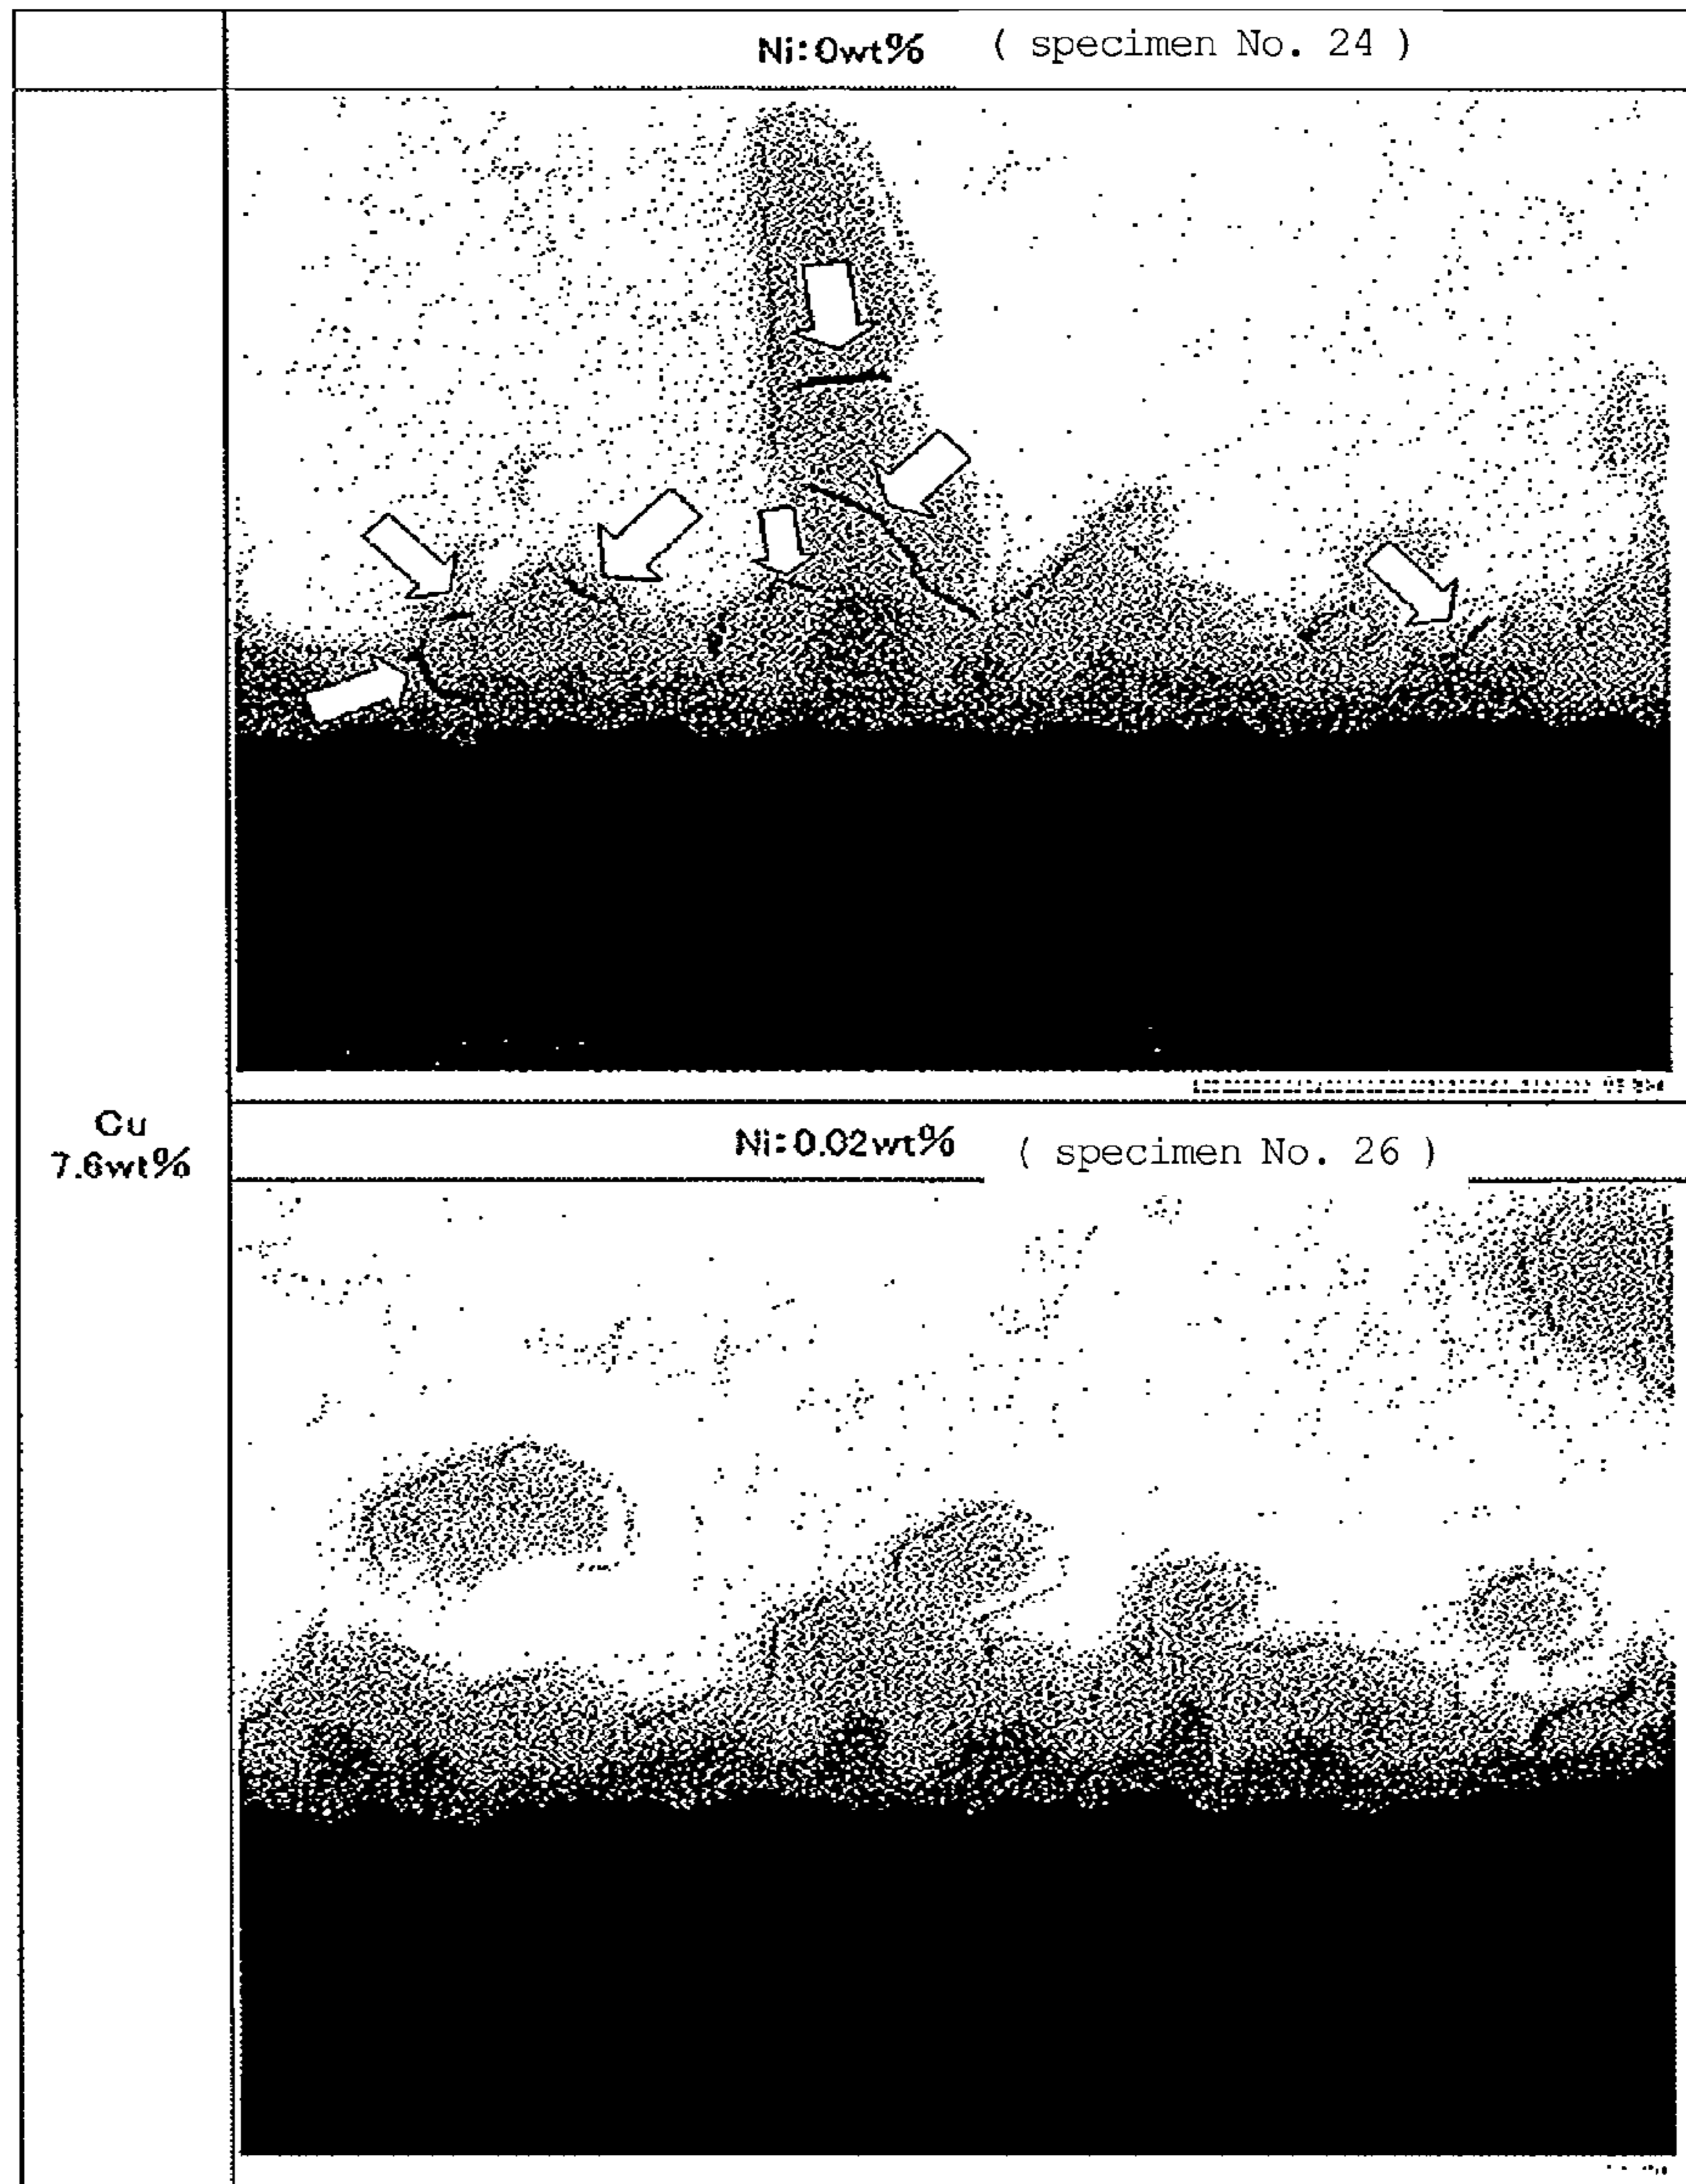 Ni:0wt% ( specimen No. 24 )
Cu
7.6wt%
Ni:0.02wt% ( specimen No. 26 )